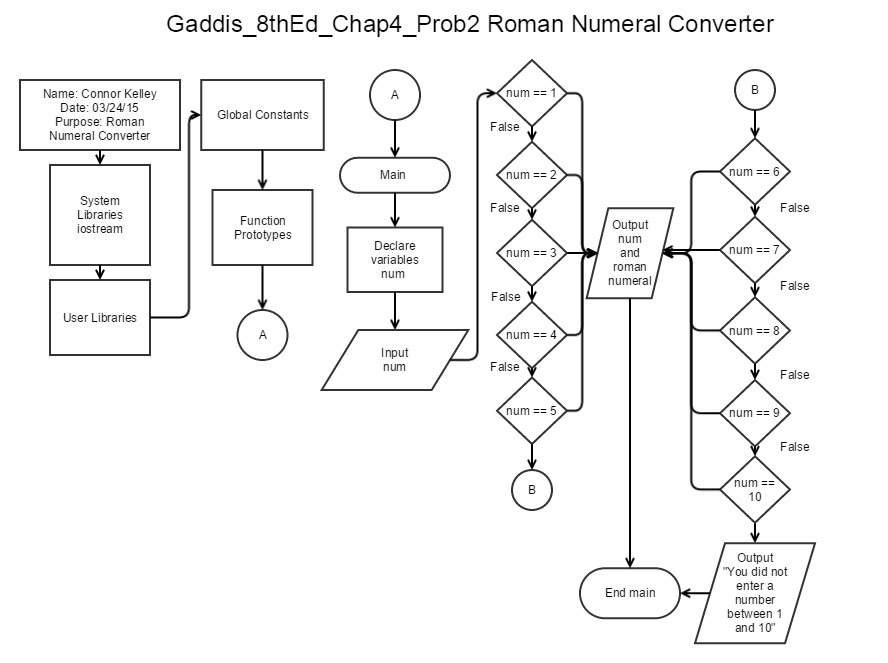 Gaddis_8thEd_Chap4_Prob2 Roman Numeral Converter
Name: Connor Kelley
Date: 03/24/15
Purpose: Roman
Numeral Converter
System
Libraries
iostream
User Libraries
Global Constants
Function
Prototypes
A
A
Main
Declare
variables
num
Input
num
num == 1
False
num == 2
False
num == 3
False
num == 4
False
num == 5
B
Output
num
and
roman
numeral
B
num == 6
False
num == 7
False
num == 8
False
num == 9
False
num ==
10
Output
"You did not
enter a
number
between 1
and 10"
End main